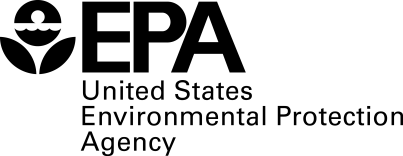 EPA
United States
Environmental Protection
Agency